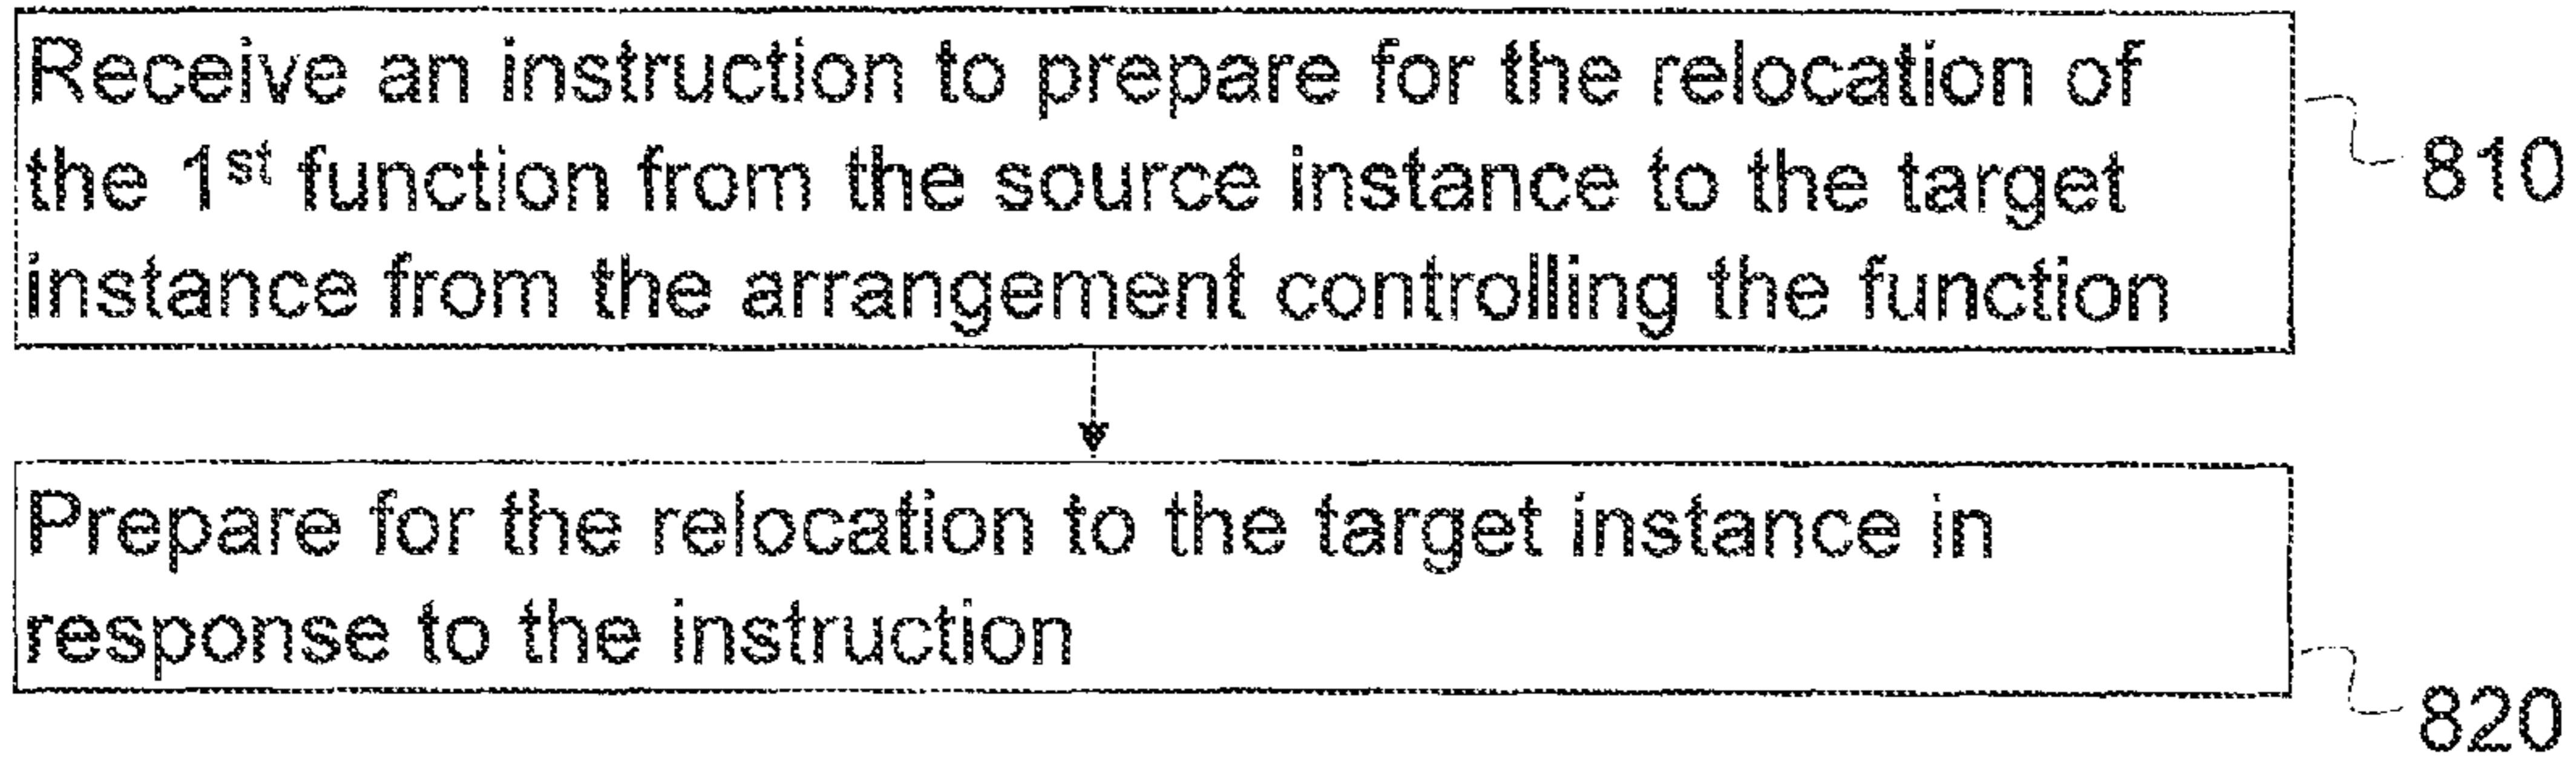 Receive an instruction to prepare for the relocation of
the 1st function from the source instance to the target
instance from the arrangement controlling the function
810
Prepare for the relocation to the target instance in
response to the instruction
820